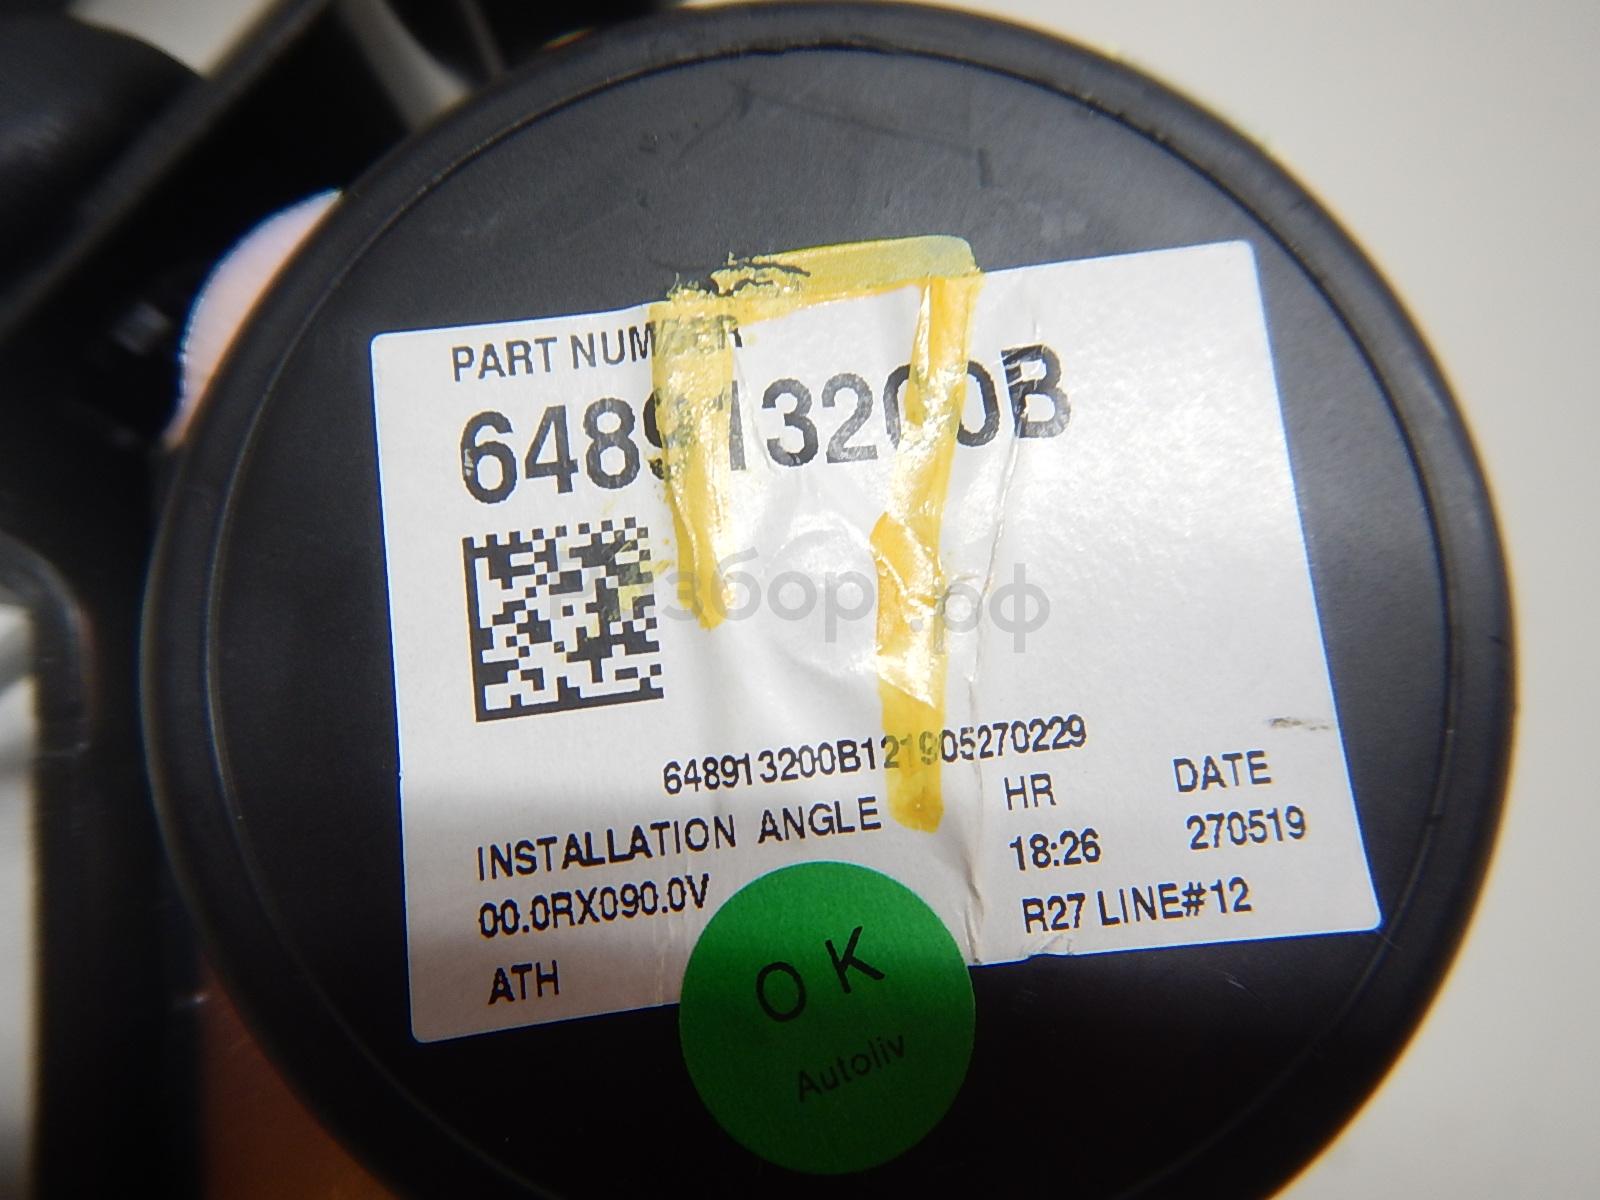 PART NUMBER
648913200B
Разбор.рф
648913200B121905270229
INSTALLATION ANGLE
HR
DATE
00.0RX090.0V
18:26
270519
ATH
R27 LINE#12
O K
Autoliv